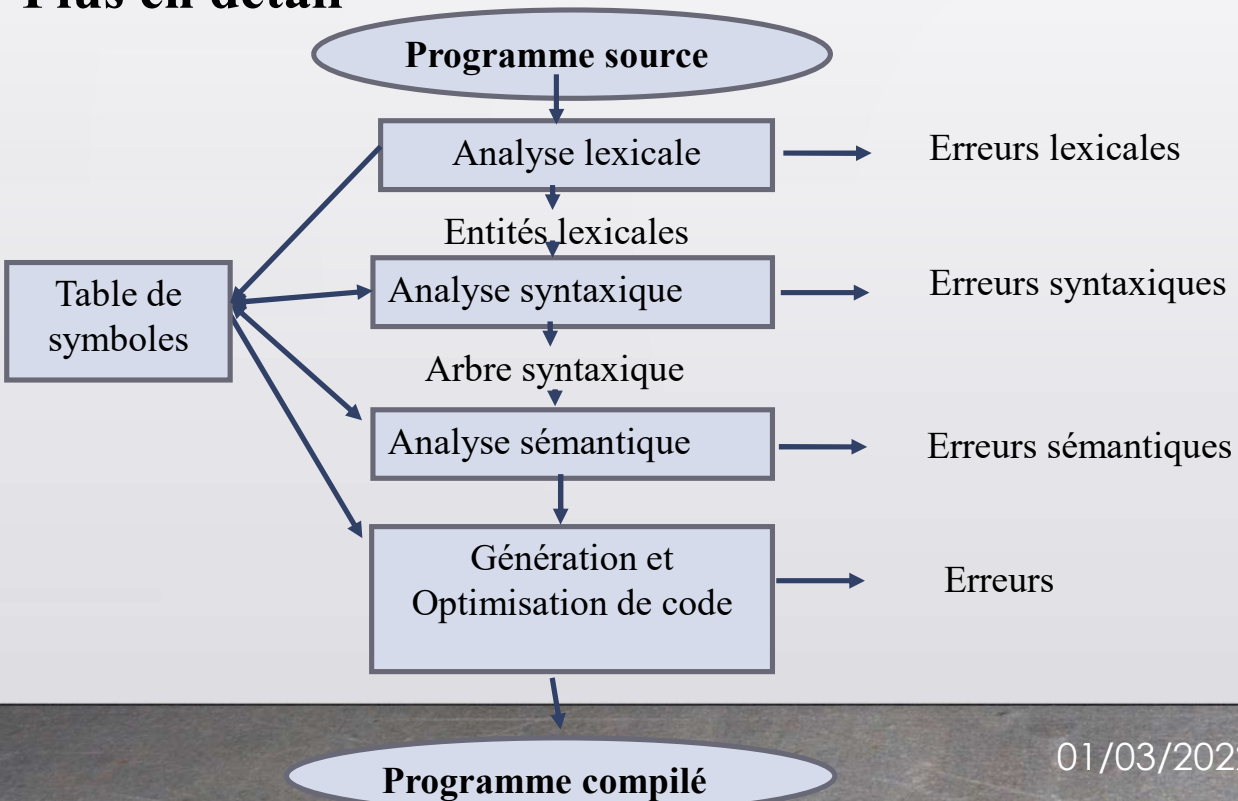 Plus en détail
Programme source
Analyse lexicale
Erreurs lexicales
Entités lexicales
Table de
symboles
Analyse syntaxique
Erreurs syntaxiques
Arbre syntaxique
Analyse sémantique
Erreurs sémantiques
Génération et
Optimisation de code
Erreurs
Programme compilé
01/03/2022